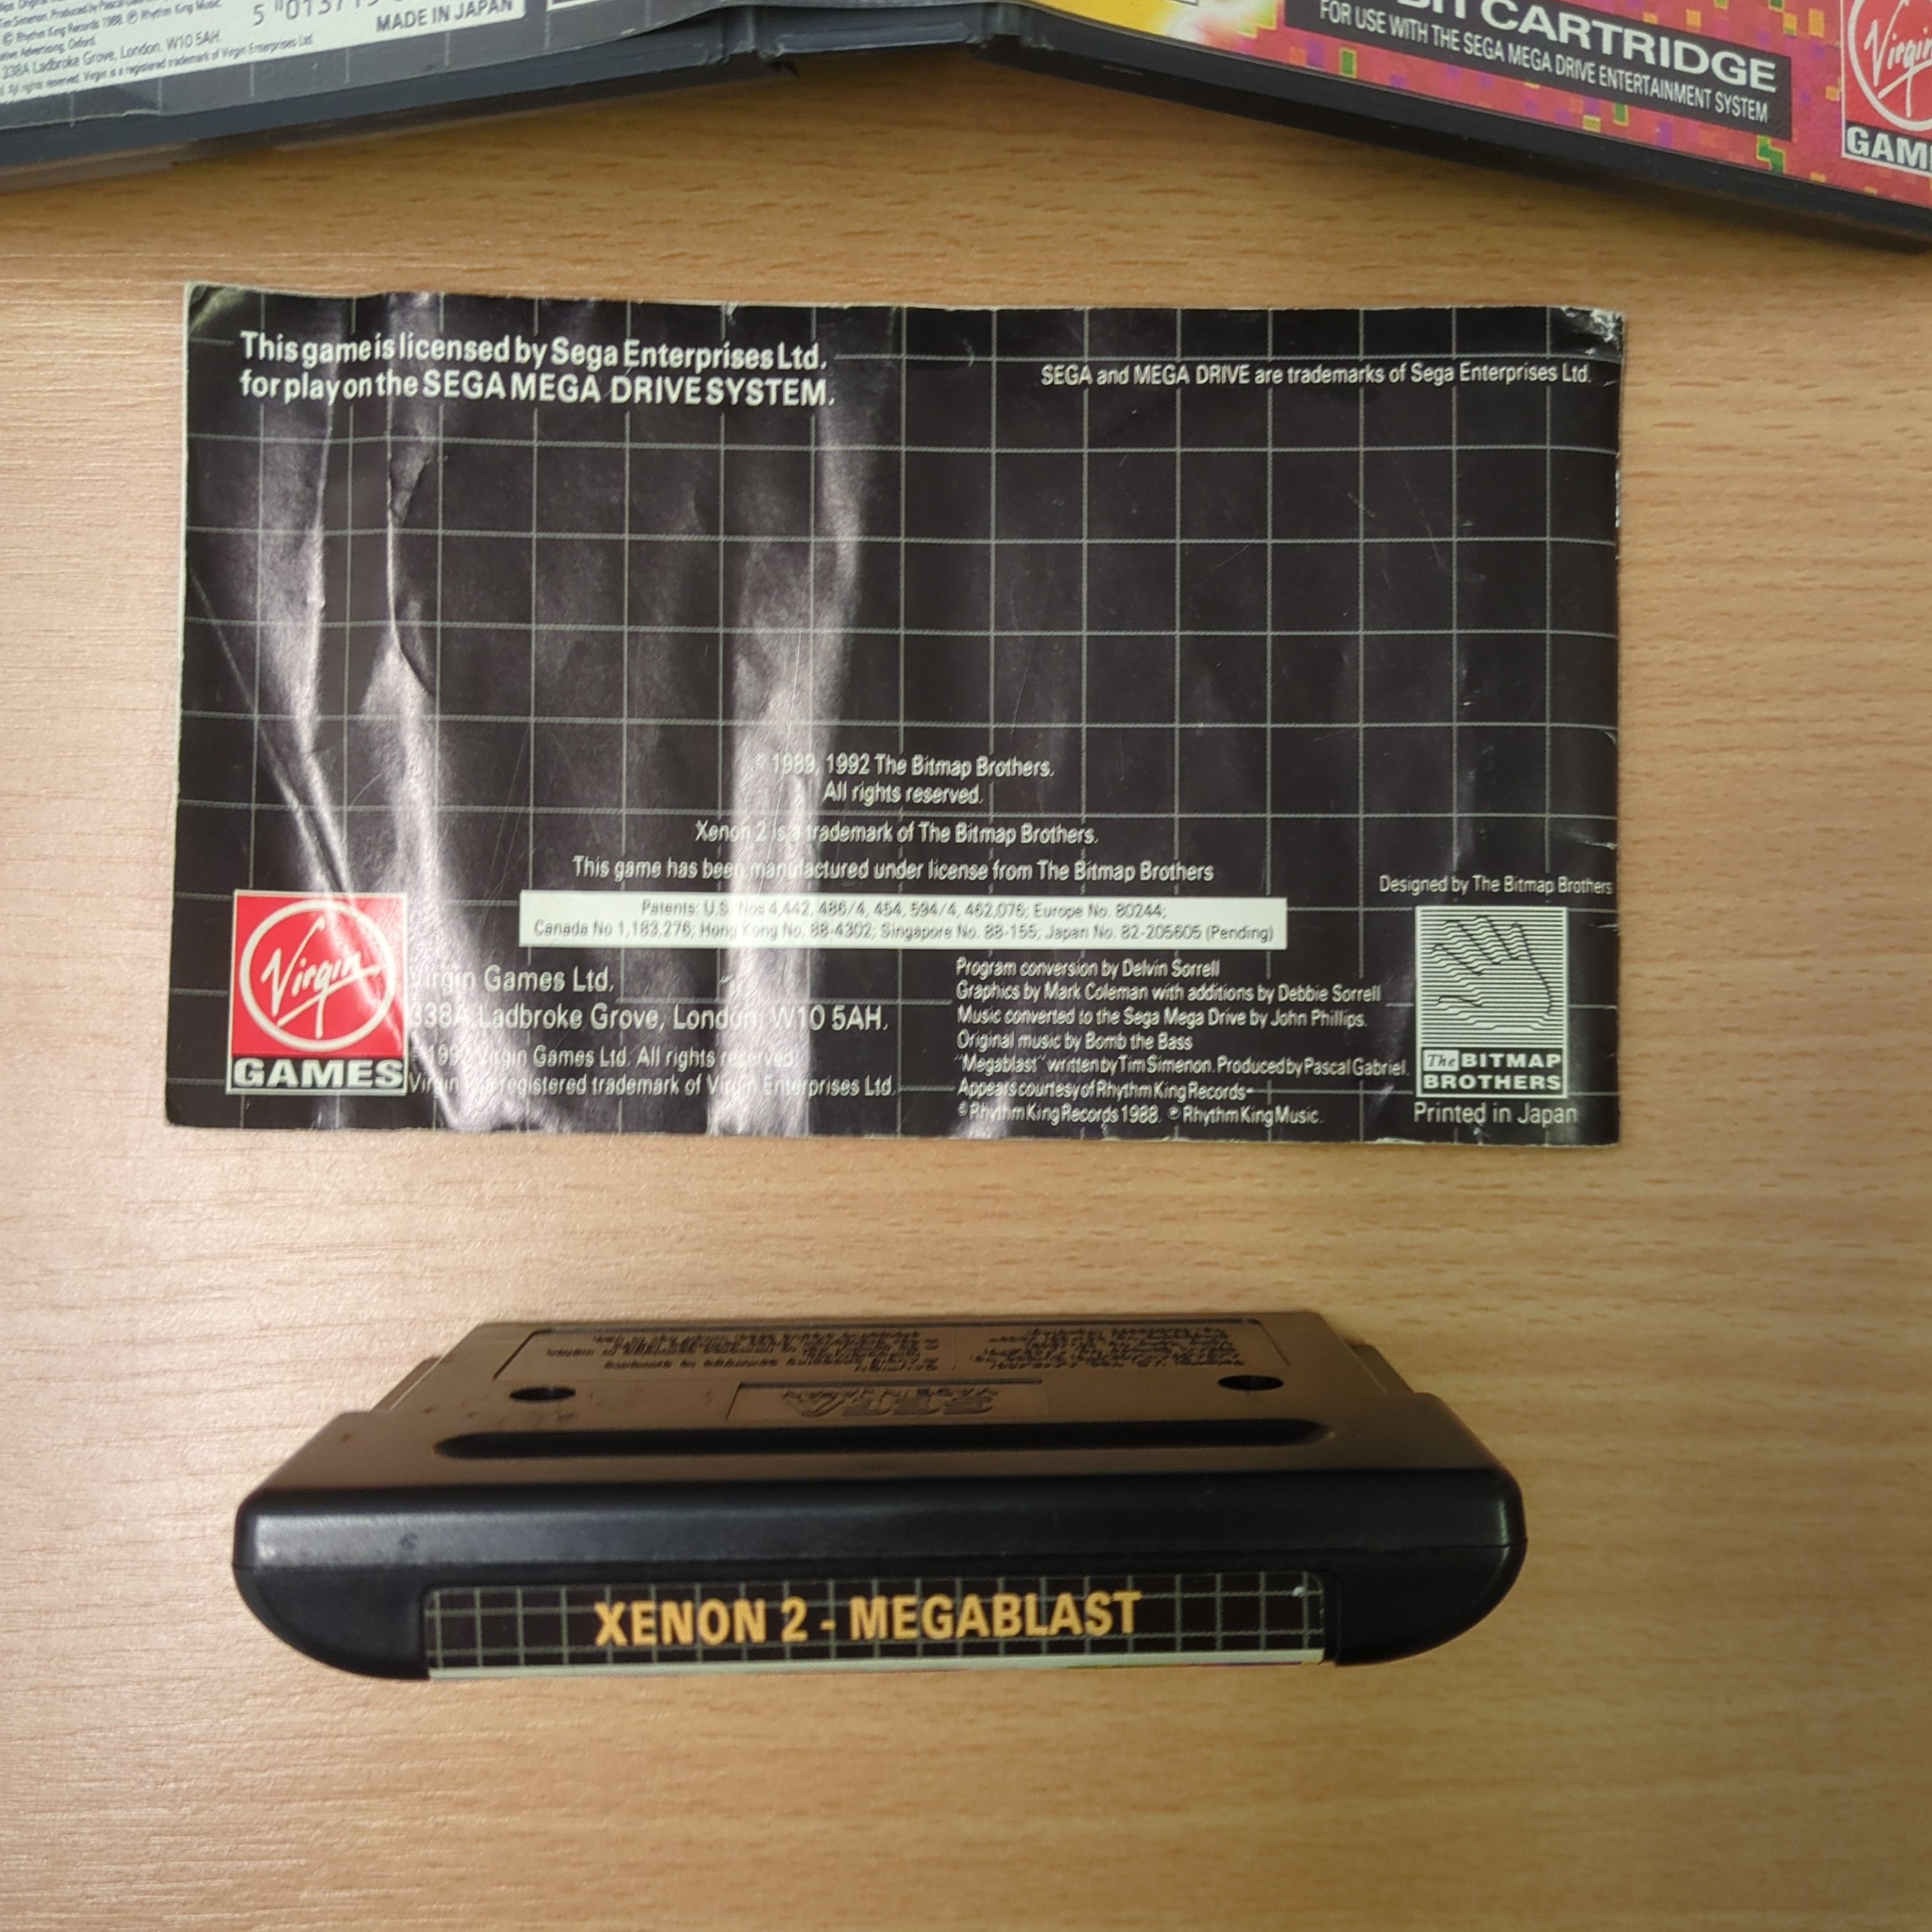 MADE IN JAPAN
338A Ladbroke Grove, London. W10 5AH.
CARTRIDGE
FOR USE WITH THE SEGA MEGA DRIVE ENTERTAINMENT SYSTEM
Virgin
This game is licensed by Sega Enterprises Ltd.
for play on the SEGA MEGA DRIVE SYSTEM.
SEGA and MEGA DRIVE are trademarks of Sega Enterprises Ltd.
© 1989, 1992 The Bitmap Brothers.
All rights reserved.
Xenon 2 is a trademark of The Bitmap Brothers.
This game has been manufactured under license from The Bitmap Brothers
Patents: U.S. Nos 4,442, 486/4, 454, 594/4, 462,076; Europe No. 80244;
Canada No 1,183,276; Hong Kong No. 88-4302; Singapore No. 88-155; Japan No. 82-205605 (Pending)
Virgin
GAMES
Virgin Games Ltd,
338A Ladbroke Grove, London W10 5AH.
© 1992 Virgin Games Ltd. All rights reserved.
Virgin is a registered trademark of Virgin Enterprises Ltd.
Program conversion by Delvin Sorrell
Graphics by Mark Coleman with additions by Debbie Sorrell
Music converted to the Sega Mega Drive by John Phillips.
Original music by Bomb the Bass
"Megablast" written by Tim Simenon. Produced by Pascal Gabriel.
Appears courtesy of Rhythm King Records
© Rhythm King Records 1988. ℗ Rhythm King Music.
Designed by The Bitmap Brothers
The BITMAP
BROTHERS
Printed in Japan
SEGA
XENON 2 - MEGABLAST